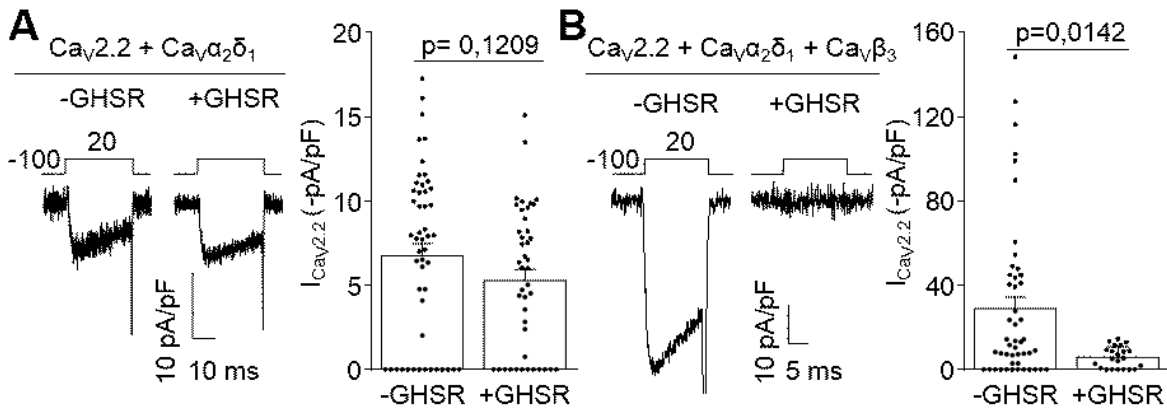 A
Caᵥ2.2 + Caᵥα₂δ₁
-GHSR
+GHSR
20
-100
10 pA/pF
10 ms
I_Caᵥ2.2 (-pA/pF)
20
15
10
5
0
p= 0,1209
-GHSR
+GHSR
B
Caᵥ2.2 + Caᵥα₂δ₁ + Caᵥβ₃
-GHSR
+GHSR
20
-100
10 pA/pF
5 ms
I_Caᵥ2.2 (-pA/pF)
160
120
80
40
0
p=0,0142
-GHSR
+GHSR